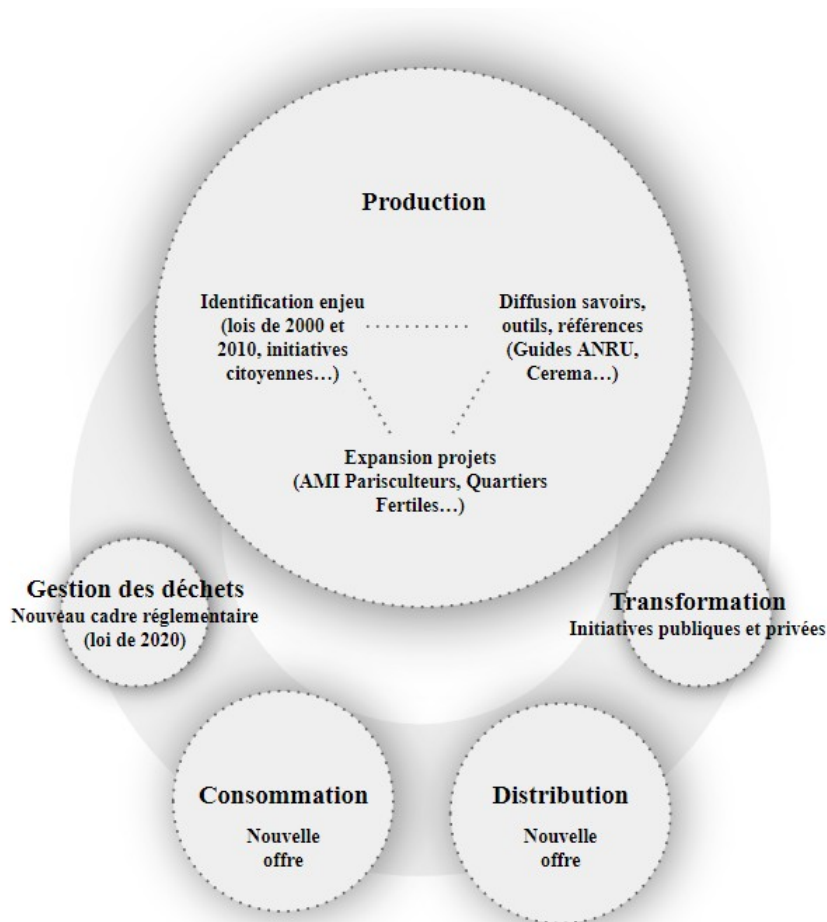 Production
Identification enjeu
(lois de 2000 et
2010, initiatives
citoyennes…)
Diffusion savoirs,
outils, références
(Guides ANRU,
Cerema…)
Expansion projets
(AMI Parisculteurs, Quartiers
Fertiles…)
Gestion des déchets
Nouveau cadre réglementaire
(loi de 2020)
Transformation
Initiatives publiques et privées
Consommation
Nouvelle
offre
Distribution
Nouvelle
offre